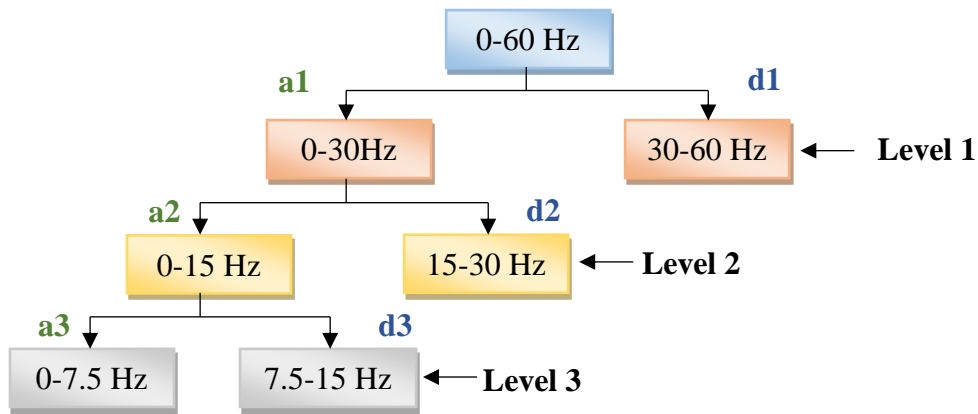 0-60 Hz
a1
d1
0-30Hz
30-60 Hz
Level 1
a2
d2
0-15 Hz
15-30 Hz
Level 2
a3
d3
0-7.5 Hz
7.5-15 Hz
Level 3